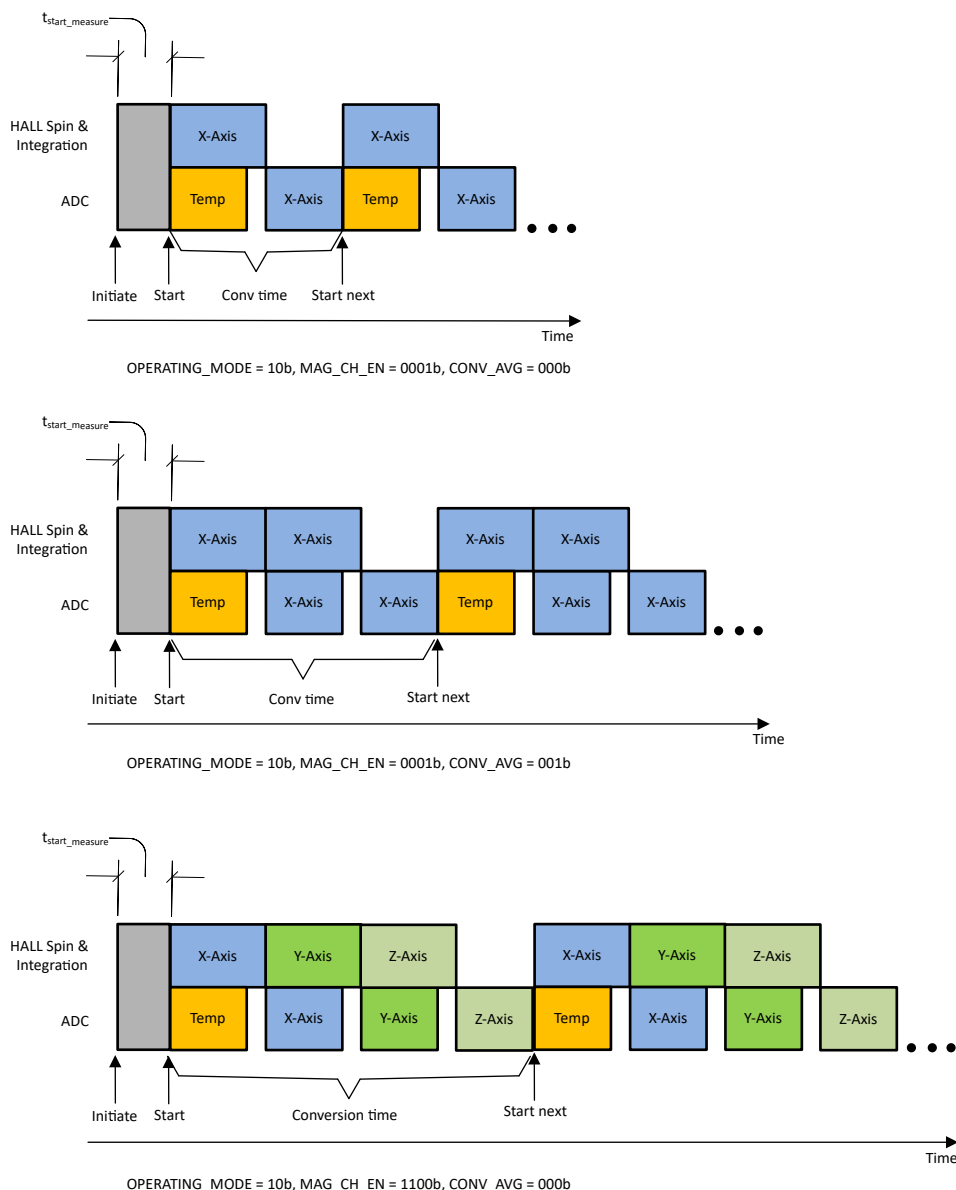 tstart_measure
HALL Spin &
Integration
X-Axis
X-Axis
ADC
Temp
X-Axis
Temp
X-Axis
Initiate
Start
Conv time
Start next
Time
OPERATING_MODE = 10b, MAG_CH_EN = 0001b, CONV_AVG = 000b
tstart_measure
HALL Spin &
Integration
X-Axis
X-Axis
X-Axis
X-Axis
ADC
Temp
X-Axis
X-Axis
Temp
X-Axis
X-Axis
Initiate
Start
Conv time
Start next
Time
OPERATING_MODE = 10b, MAG_CH_EN = 0001b, CONV_AVG = 001b
tstart_measure
HALL Spin &
Integration
X-Axis
Y-Axis
Z-Axis
X-Axis
Y-Axis
Z-Axis
ADC
Temp
X-Axis
Y-Axis
Z-Axis
Temp
X-Axis
Y-Axis
Z-Axis
Initiate
Start
Conversion time
Start next
Time
OPERATING_MODE = 10b, MAG_CH_EN = 1100b, CONV_AVG = 000b